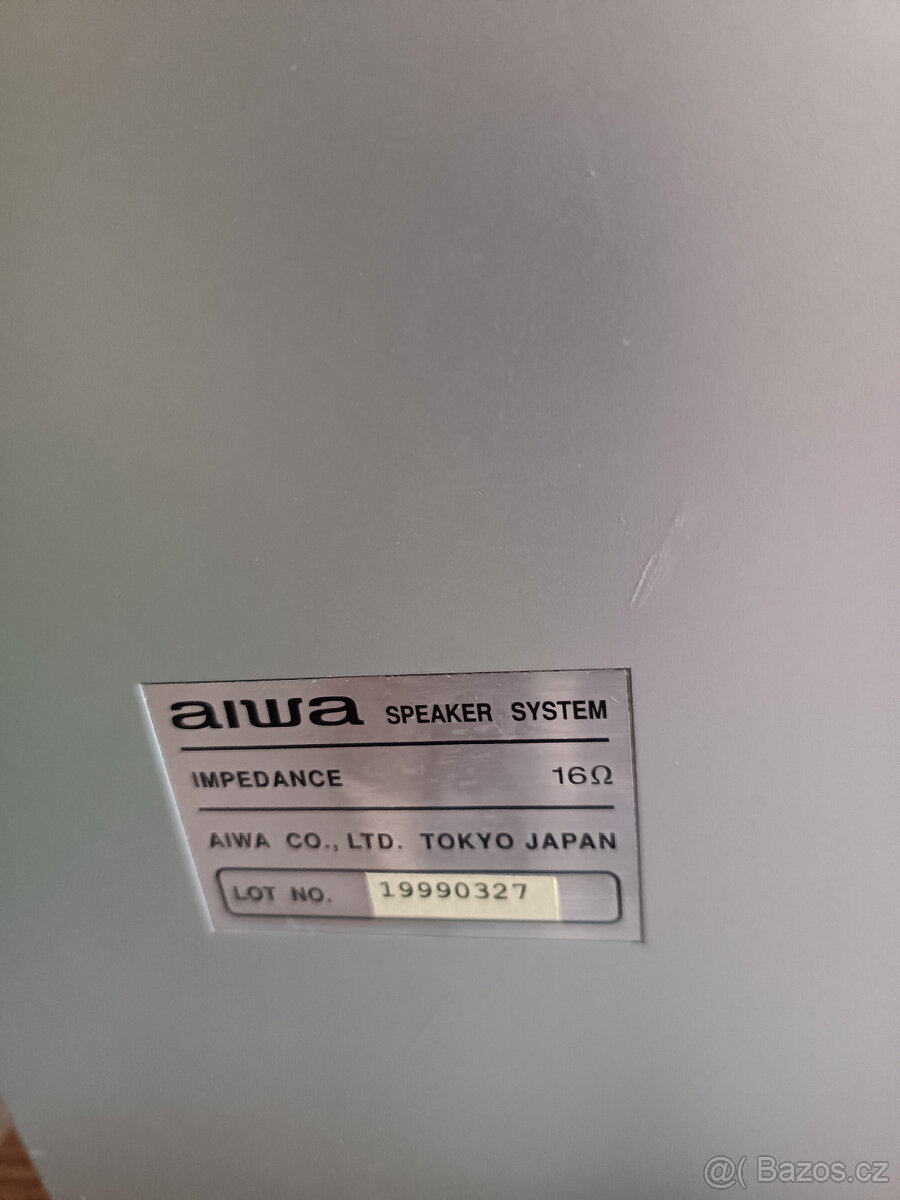 aiwa SPEAKER SYSTEM
IMPEDANCE 16Ω
AIWA CO., LTD. TOKYO JAPAN
LOT NO. 19990327
@( Bazos.cz